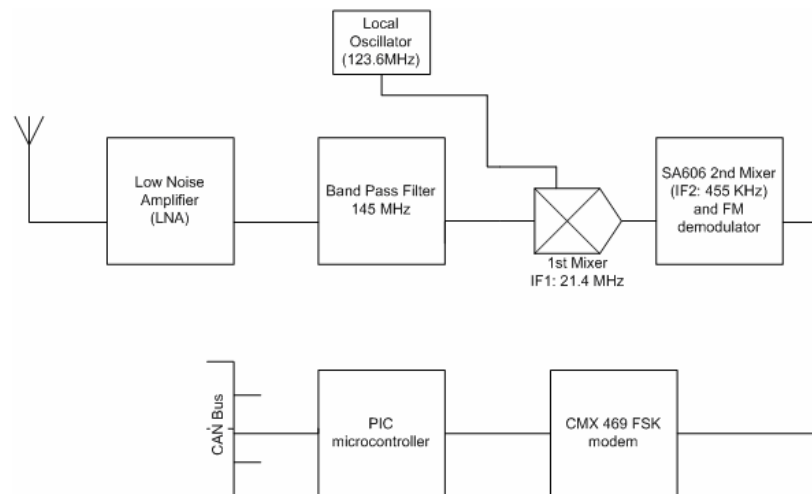 Local
Oscillator
(123.6MHz)
Low Noise
Amplifier
(LNA)
Band Pass Filter
145 MHz
1st Mixer
IF1: 21.4 MHz
SA606 2nd Mixer
(IF2: 455 KHz)
and FM
demodulator
CAN Bus
PIC
microcontroller
CMX 469 FSK
modem